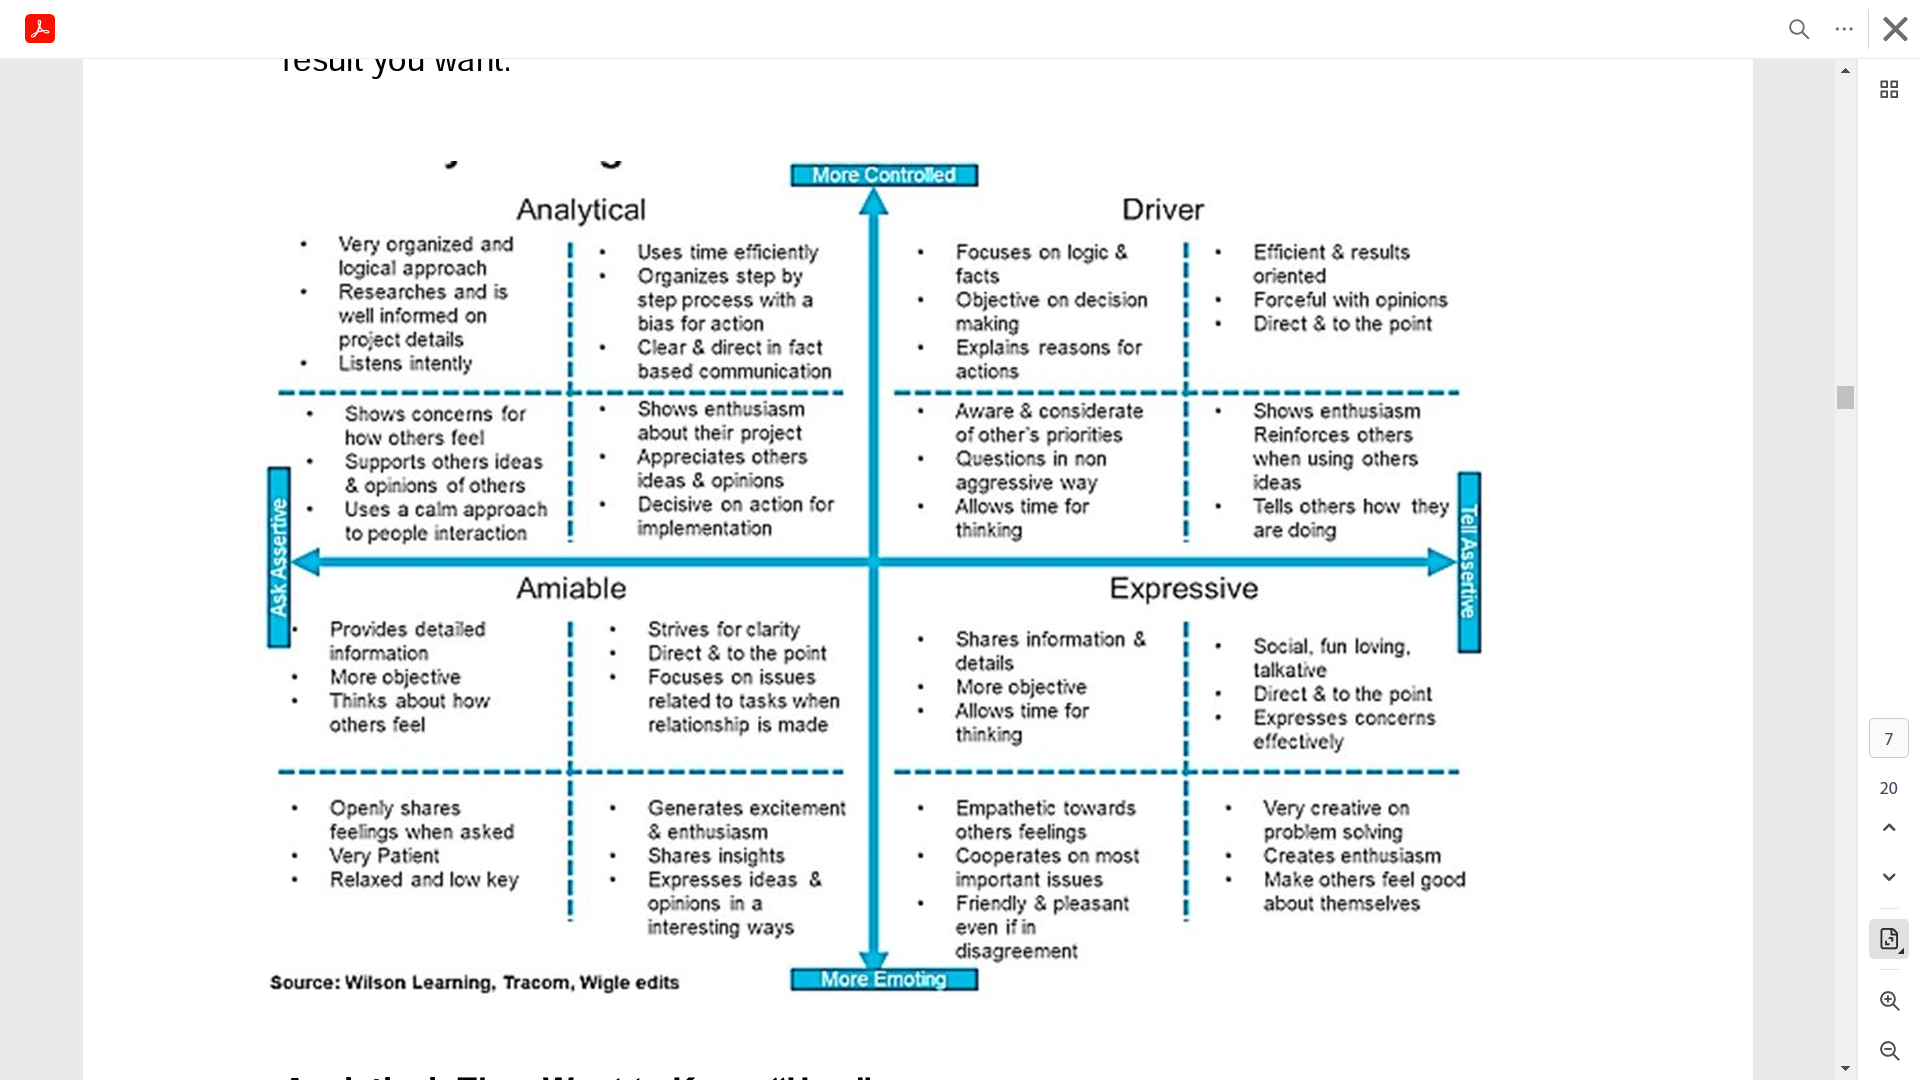 result you want.
More Controlled
Analytical
• Very organized and
logical approach
• Researches and is
well informed on
project details
• Listens intently
• Uses time efficiently
• Organizes step by
step process with a
bias for action
• Clear & direct in fact
based communication
• Shows concerns for
how others feel
• Supports others ideas
& opinions of others
• Uses a calm approach
to people interaction
• Shows enthusiasm
about their project
• Appreciates others
ideas & opinions
• Decisive on action for
implementation
Driver
• Focuses on logic &
facts
• Objective on decision
making
• Explains reasons for
actions
• Efficient & results
oriented
• Forceful with opinions
• Direct & to the point
• Aware & considerate
of other's priorities
• Questions in non
aggressive way
• Allows time for
thinking
• Shows enthusiasm
Reinforces others
when using others
ideas
• Tells others how they
are doing
Ask Assertive
Tell Assertive
Amiable
• Provides detailed
information
• More objective
• Thinks about how
others feel
• Strives for clarity
• Direct & to the point
• Focuses on issues
related to tasks when
relationship is made
• Openly shares
feelings when asked
• Very Patient
• Relaxed and low key
• Generates excitement
& enthusiasm
• Shares insights
• Expresses ideas &
opinions in a
interesting ways
Expressive
• Shares information &
details
• More objective
• Allows time for
thinking
• Social, fun loving,
talkative
• Direct & to the point
• Expresses concerns
effectively
• Empathetic towards
others feelings
• Cooperates on most
important issues
• Friendly & pleasant
even if in
disagreement
• Very creative on
problem solving
• Creates enthusiasm
• Make others feel good
about themselves
More Emoting
Source: Wilson Learning, Tracom, Wigle edits
7
20